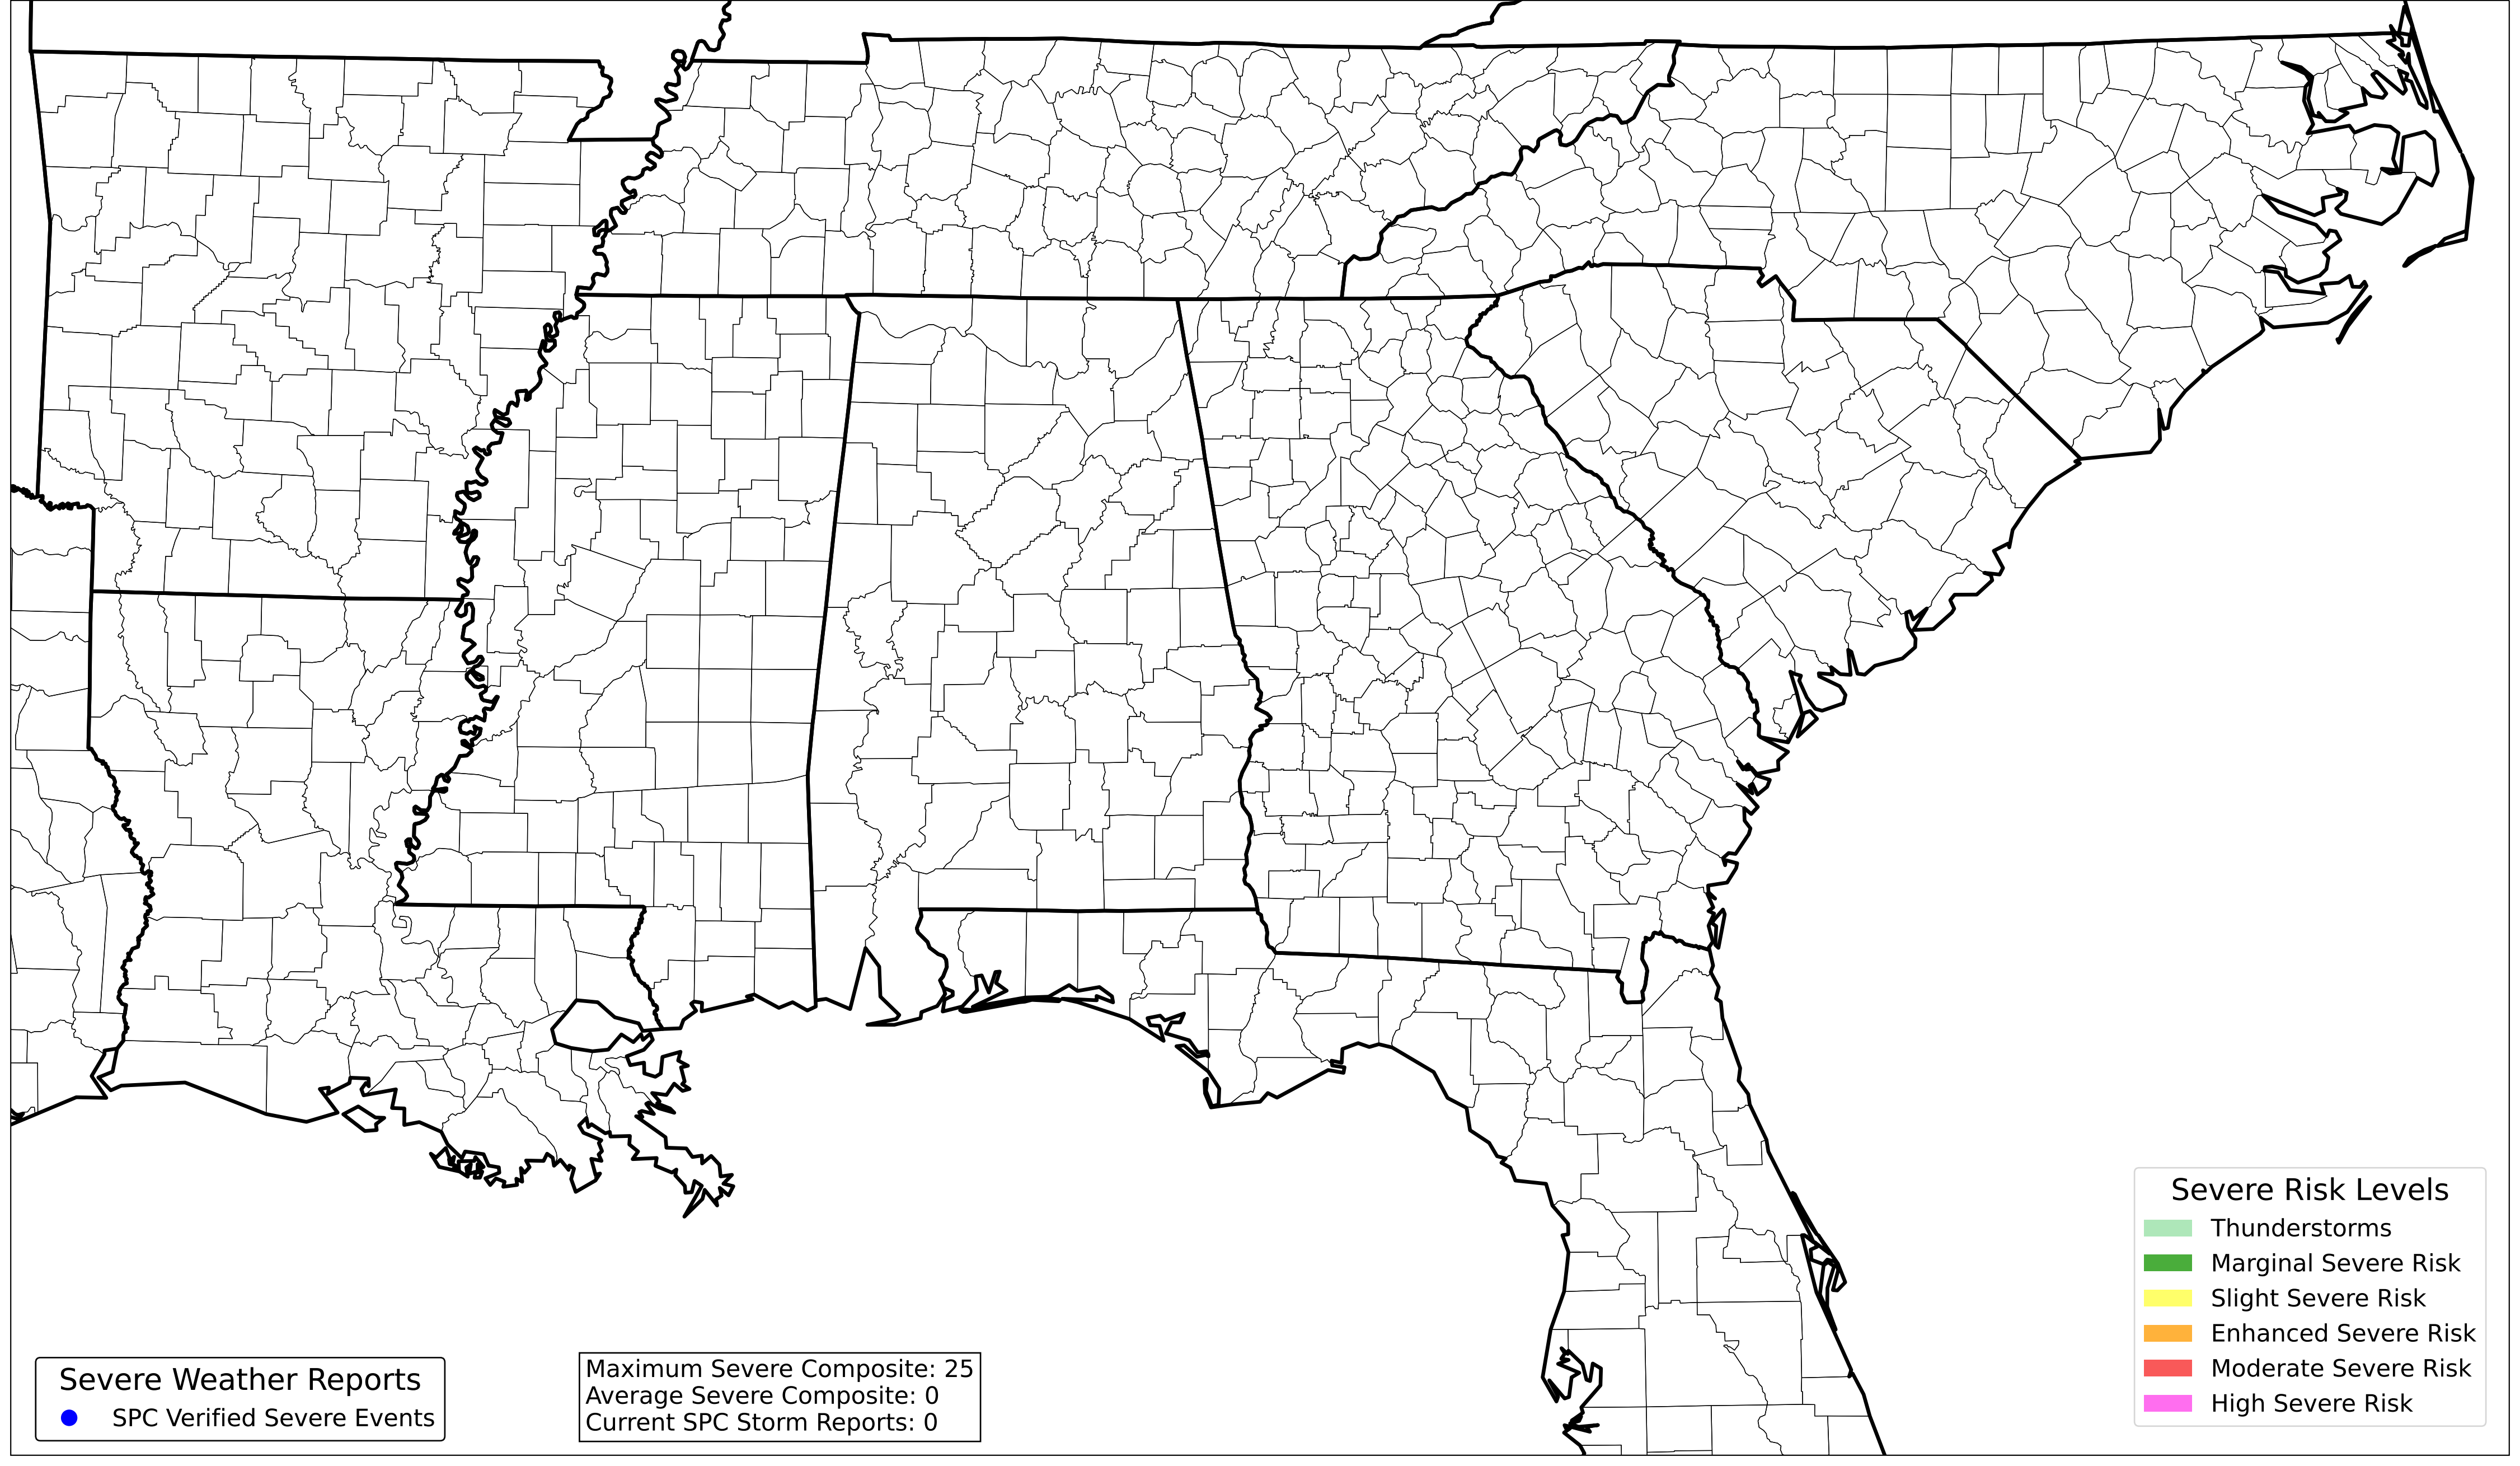 Severe Risk Levels
Thunderstorms
Marginal Severe Risk
Slight Severe Risk
Enhanced Severe Risk
Moderate Severe Risk
High Severe Risk
Severe Weather Reports
SPC Verified Severe Events
Maximum Severe Composite: 25
Average Severe Composite: 0
Current SPC Storm Reports: 0